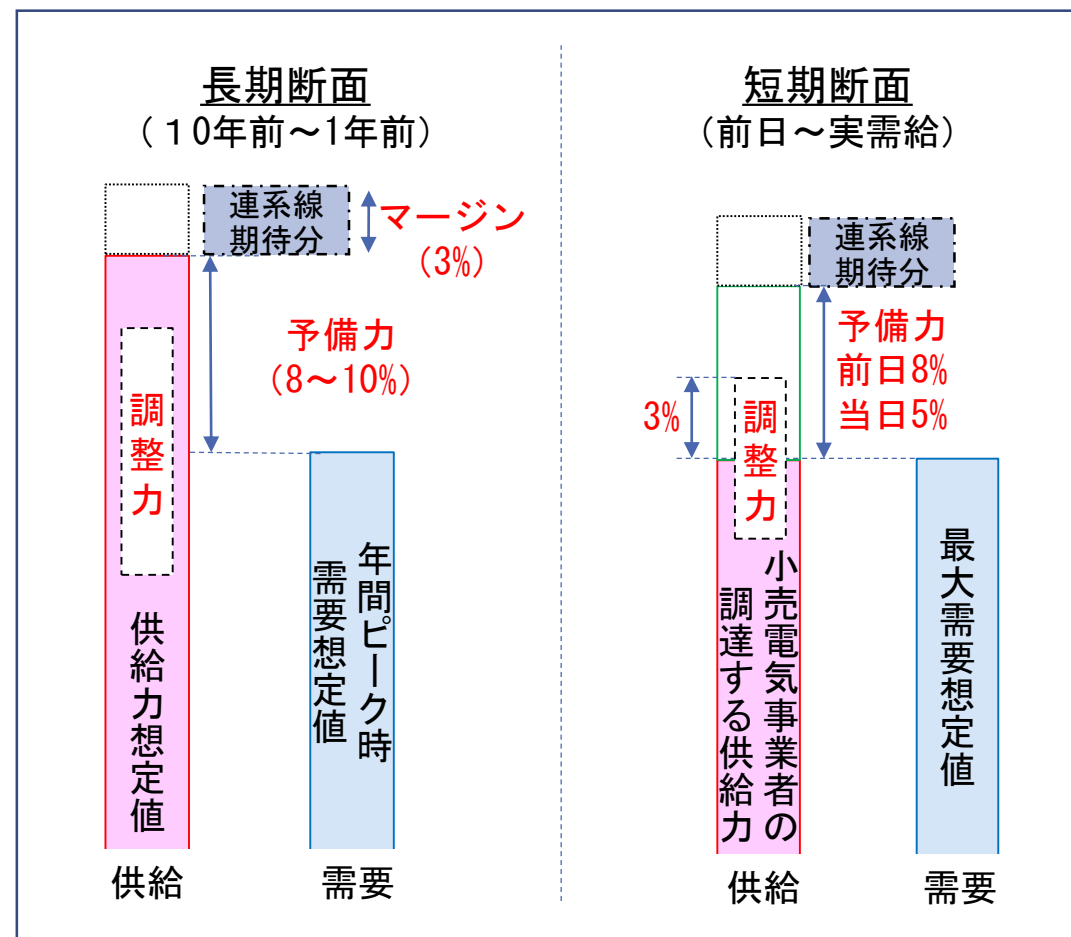 長期断面
（１0年前～1年前）
連系線
期待分
マージン
(3%)
予備力
(8～10%)
調整力
供給力想定値
年間ピーク時
需要想定値
供給
需要
短期断面
(前日～実需給)
連系線
期待分
予備力
前日8%
当日5%
3%
調整力
小売電気事業者の
調達する供給力
最大需要想定値
供給
需要